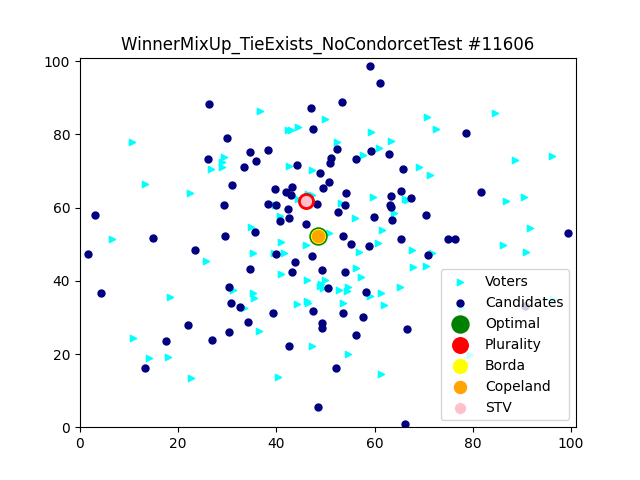 WinnerMixUp_TieExists_NoCondorcetTest #11606
100
80
60
40
20
0
0 20 40 60 80 100
Voters
Candidates
Optimal
Plurality
Borda
Copeland
STV